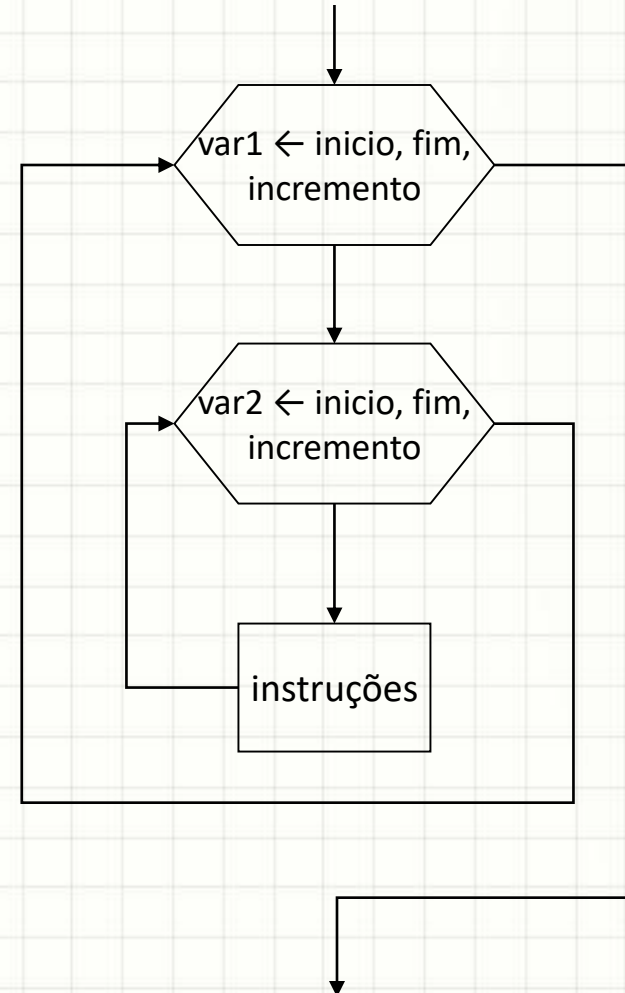 var1 ← inicio, fim,
incremento
var2 ← inicio, fim,
incremento
instruções